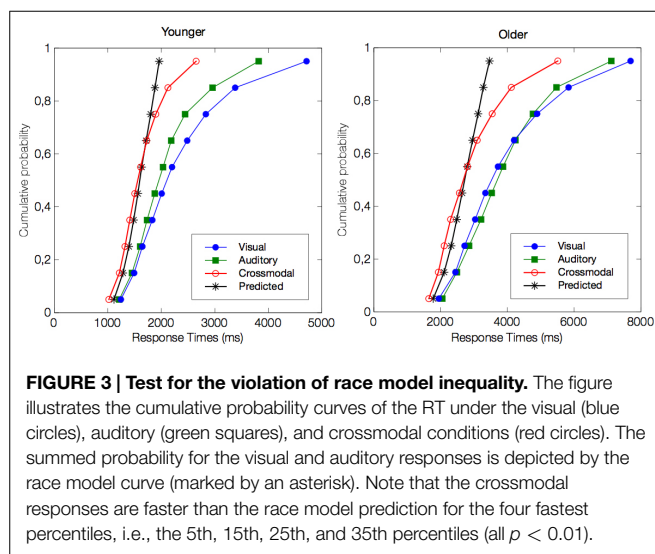 Younger
Older
Cumulative probability
1
0,8
0,6
0,4
0,2
0
0
1000
2000
3000
4000
5000
Response Times (ms)
Visual
Auditory
Crossmodal
Predicted
Cumulative probability
1
0,8
0,6
0,4
0,2
0
0
2000
4000
6000
8000
Response Times (ms)
Visual
Auditory
Crossmodal
Predicted
FIGURE 3 | Test for the violation of race model inequality. The figure
illustrates the cumulative probability curves of the RT under the visual (blue
circles), auditory (green squares), and crossmodal conditions (red circles). The
summed probability for the visual and auditory responses is depicted by the
race model curve (marked by an asterisk). Note that the crossmodal
responses are faster than the race model prediction for the four fastest
percentiles, i.e., the 5th, 15th, 25th, and 35th percentiles (all p < 0.01).